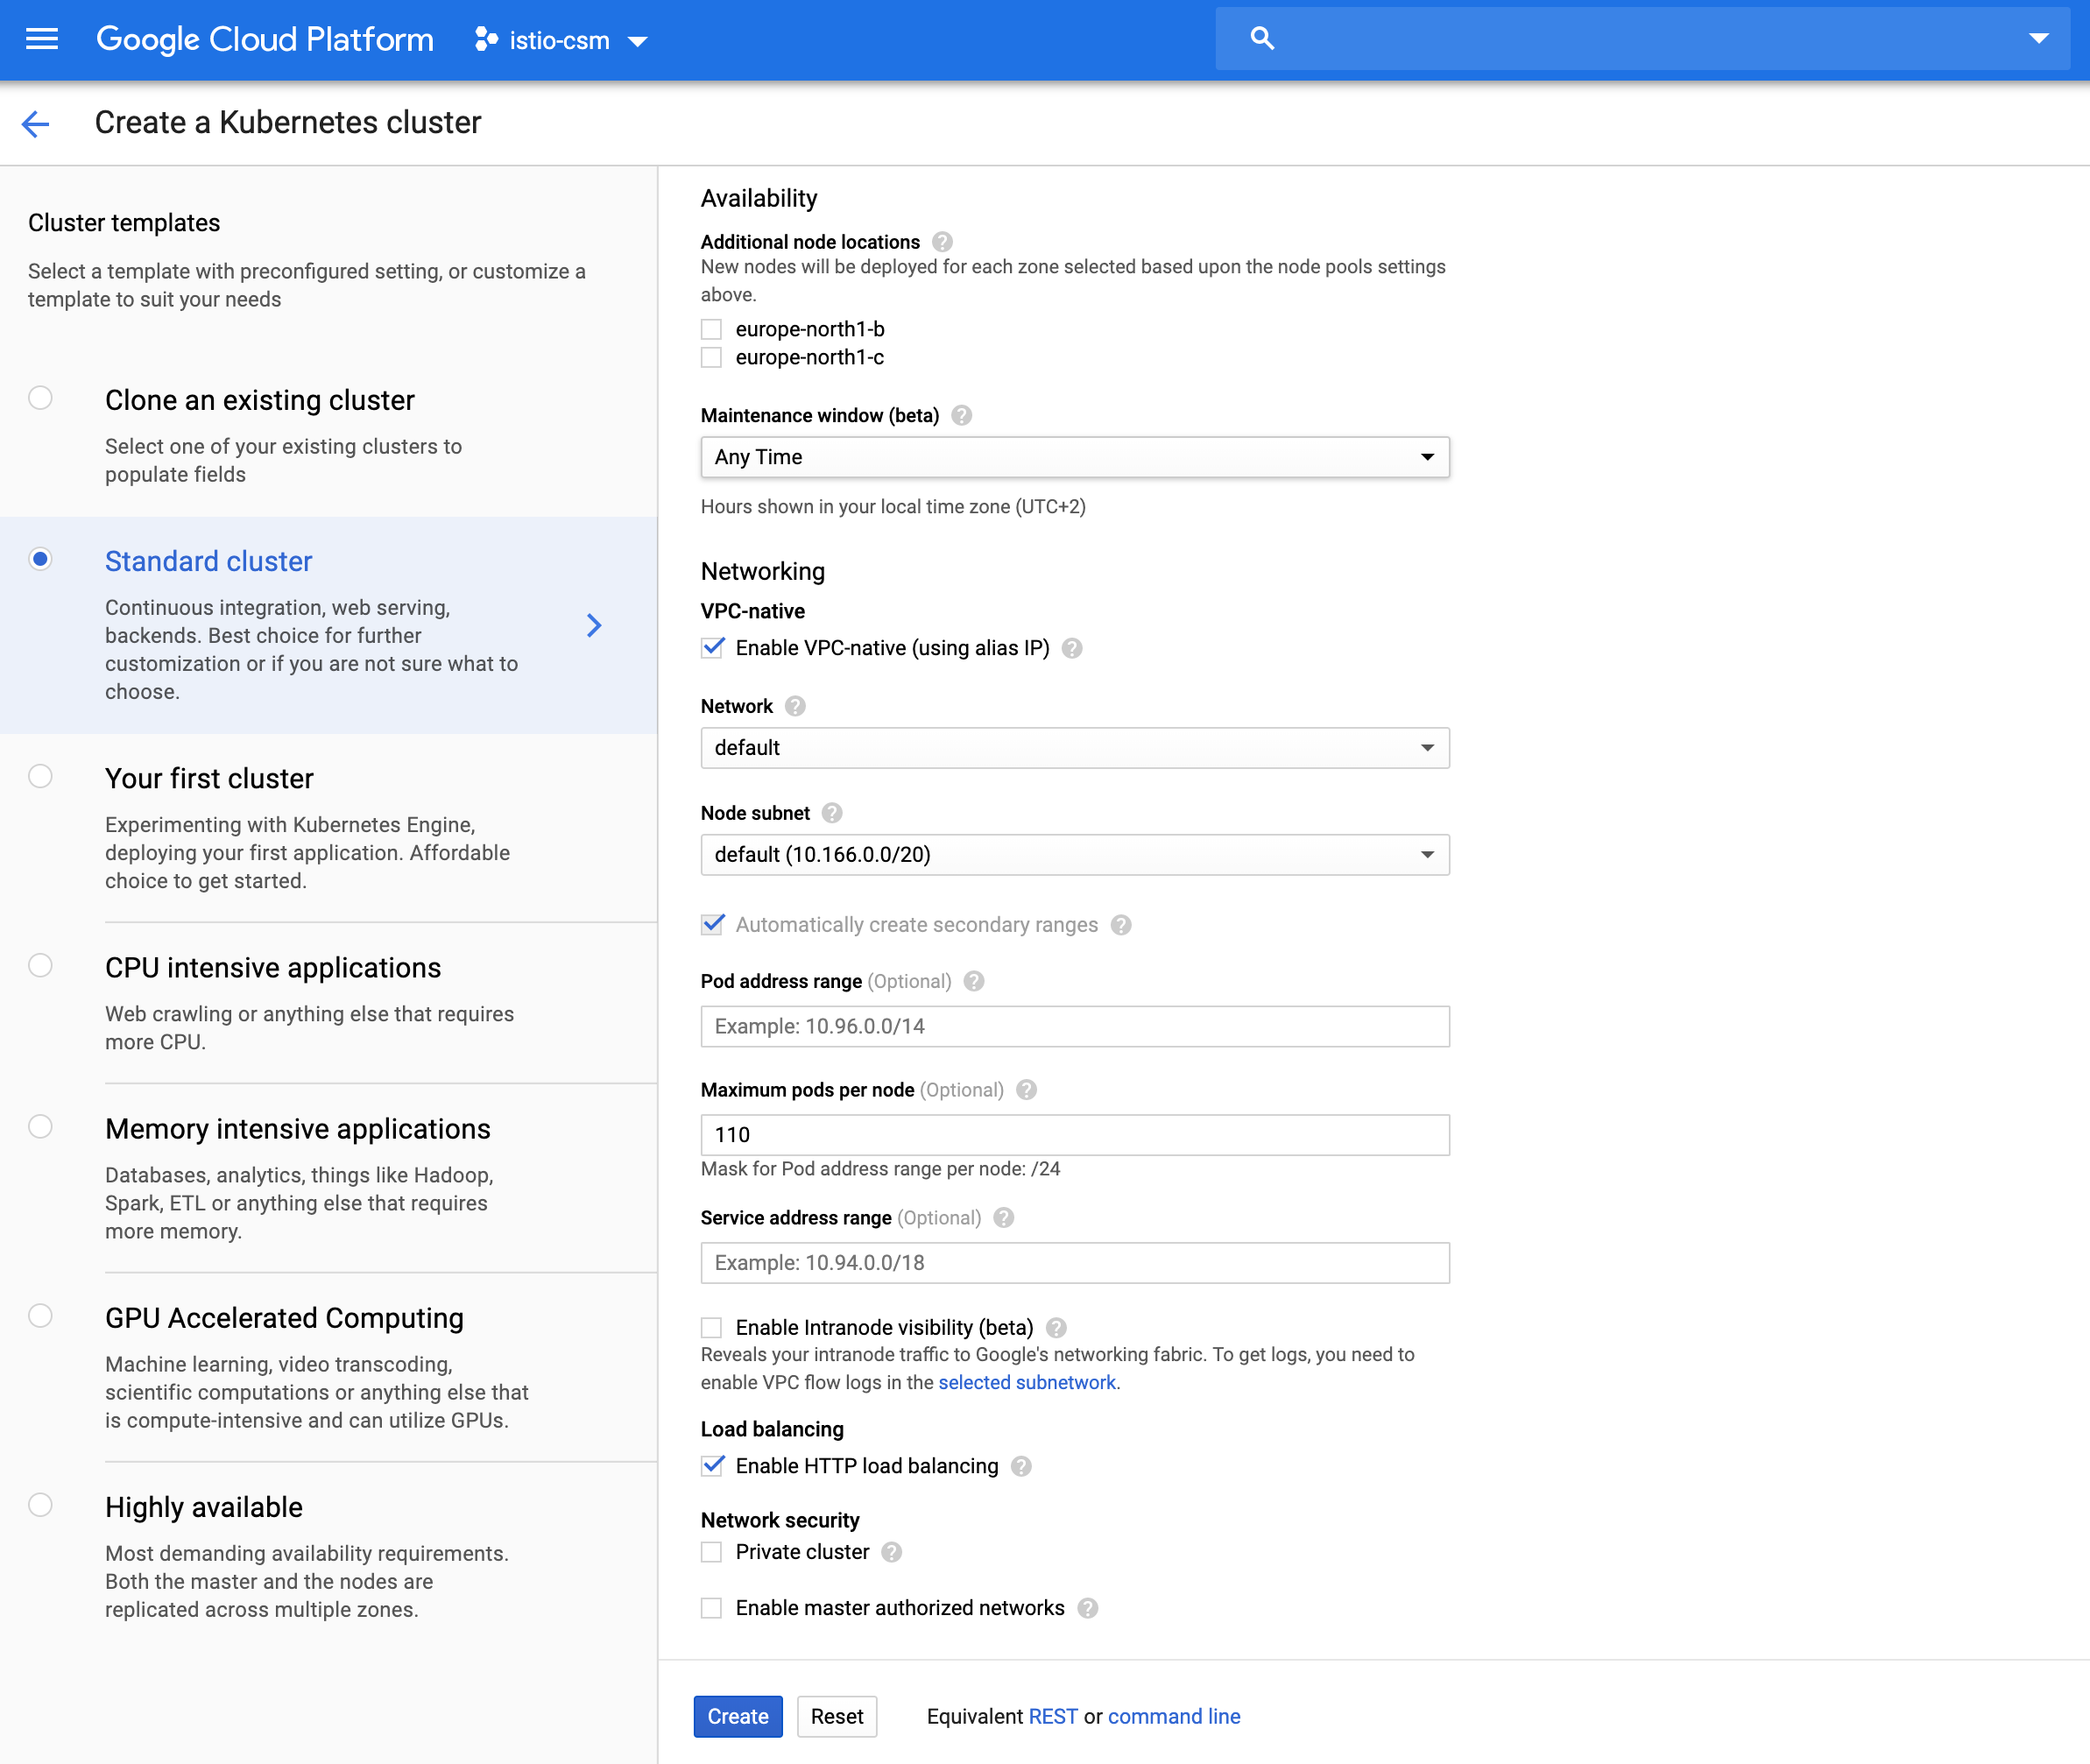 Google Cloud Platform
istio-csm
Create a Kubernetes cluster
Cluster templates
Select a template with preconfigured setting, or customize a
template to suit your needs
Clone an existing cluster
Select one of your existing clusters to
populate fields
Standard cluster
Continuous integration, web serving,
backends. Best choice for further
customization or if you are not sure what to
choose.
Your first cluster
Experimenting with Kubernetes Engine,
deploying your first application. Affordable
choice to get started.
CPU intensive applications
Web crawling or anything else that requires
more CPU.
Memory intensive applications
Databases, analytics, things like Hadoop,
Spark, ETL or anything else that requires
more memory.
GPU Accelerated Computing
Machine learning, video transcoding,
scientific computations or anything else that
is compute-intensive and can utilize GPUs.
Highly available
Most demanding availability requirements.
Both the master and the nodes are
replicated across multiple zones.
Availability
Additional node locations ?
New nodes will be deployed for each zone selected based upon the node pools settings
above.
europe-north1-b
europe-north1-c
Maintenance window (beta) ?
Any Time
Hours shown in your local time zone (UTC+2)
Networking
VPC-native
Enable VPC-native (using alias IP) ?
Network ?
default
Node subnet ?
default (10.166.0.0/20)
Automatically create secondary ranges ?
Pod address range (Optional) ?
Example: 10.96.0.0/14
Maximum pods per node (Optional) ?
110
Mask for Pod address range per node: /24
Service address range (Optional) ?
Example: 10.94.0.0/18
Enable Intranode visibility (beta) ?
Reveals your intranode traffic to Google's networking fabric. To get logs, you need to
enable VPC flow logs in the selected subnetwork.
Load balancing
Enable HTTP load balancing ?
Network security
Private cluster ?
Enable master authorized networks ?
Create
Reset
Equivalent REST or command line